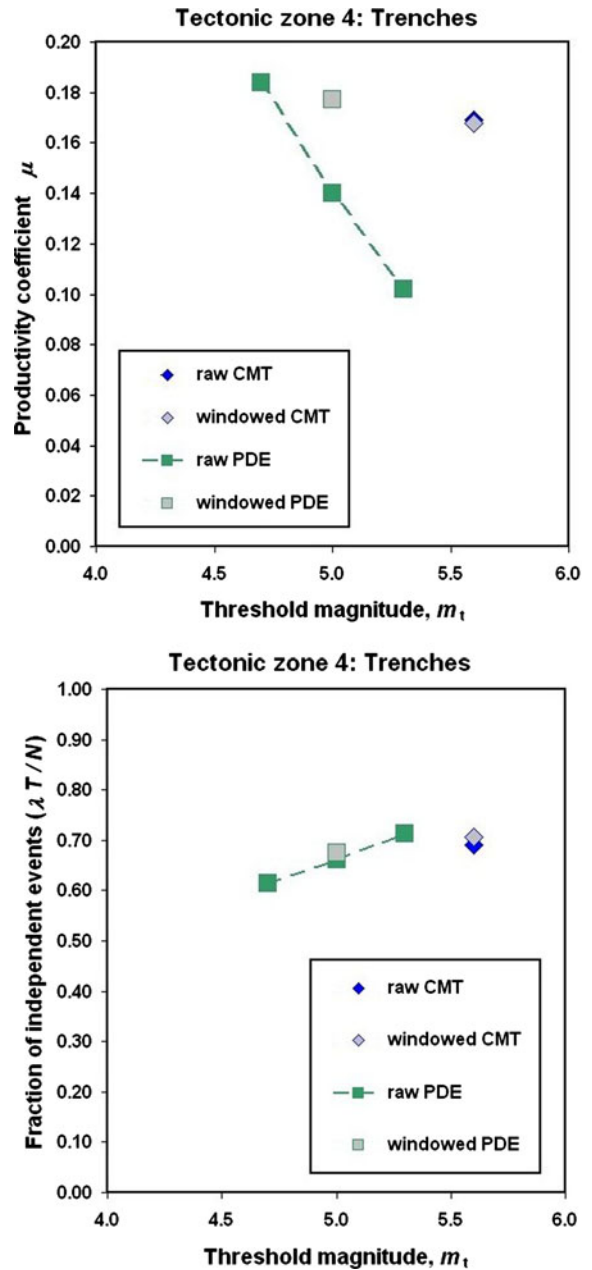 Tectonic zone 4: Trenches
Productivity coefficient μ
0.20
0.18
0.16
0.14
0.12
0.10
0.08
0.06
0.04
0.02
0.00
raw CMT
windowed CMT
raw PDE
windowed PDE
4.0 4.5 5.0 5.5 6.0
Threshold magnitude, mt
Tectonic zone 4: Trenches
Fraction of independent events (λ T / N)
1.00
0.90
0.80
0.70
0.60
0.50
0.40
0.30
0.20
0.10
0.00
raw CMT
windowed CMT
raw PDE
windowed PDE
4.0 4.5 5.0 5.5 6.0
Threshold magnitude, mt